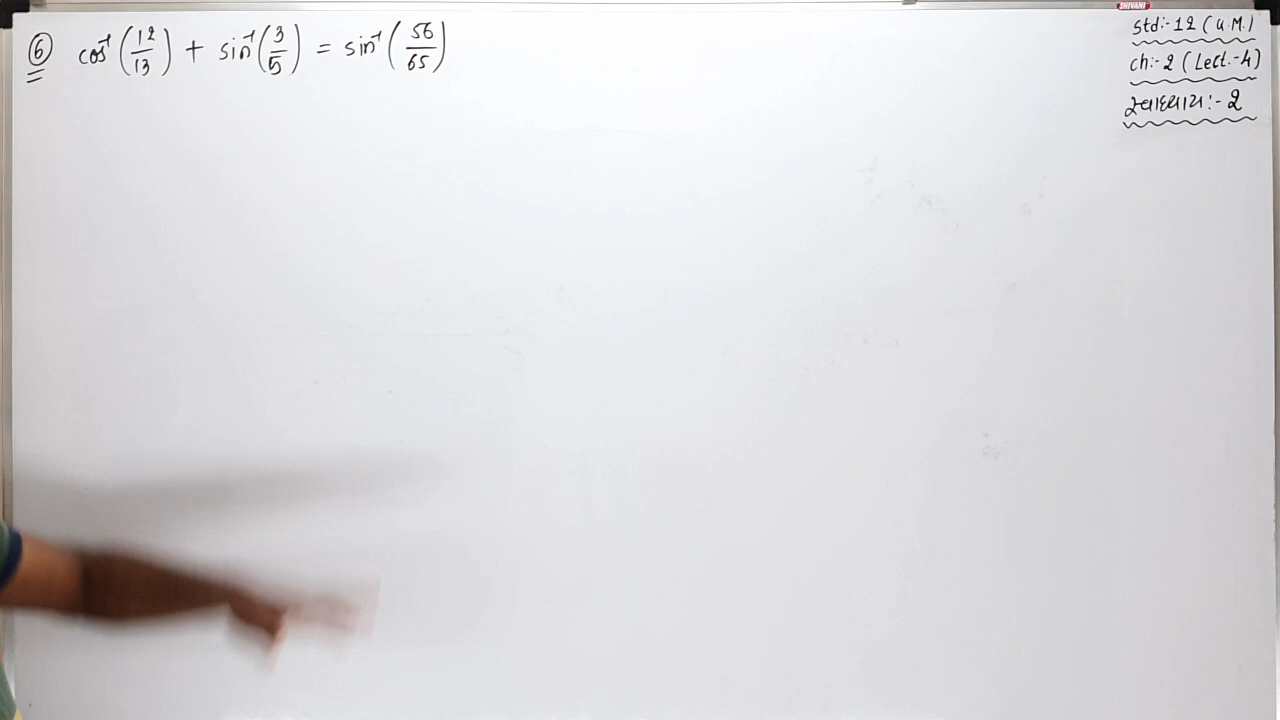 ⑥ cos⁻¹(12/13) + sin⁻¹(3/5) = sin⁻¹(56/65)
SHIVANI
Std:- 12 (G.M.)
ch:- 2 (Lect.-4)
સ્વાધ્યાય:- 2